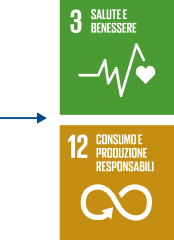 3 SALUTE E
BENESSERE
12 CONSUMO E
PRODUZIONE
RESPONSABILI